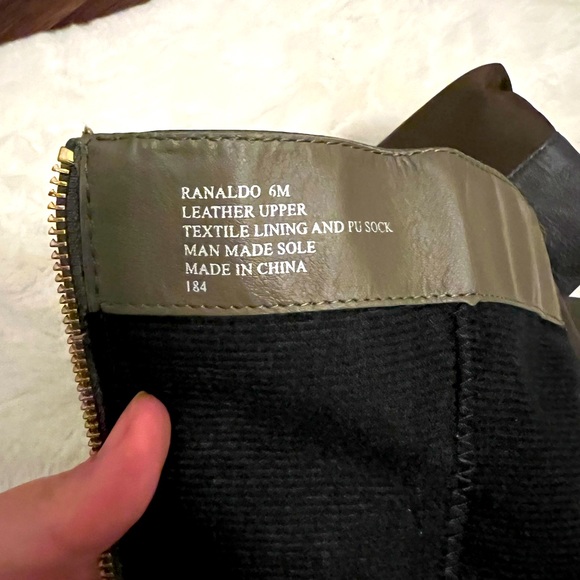 RANALDO 6M
LEATHER UPPER
TEXTILE LINING AND PU SOCK
MAN MADE SOLE
MADE IN CHINA
184